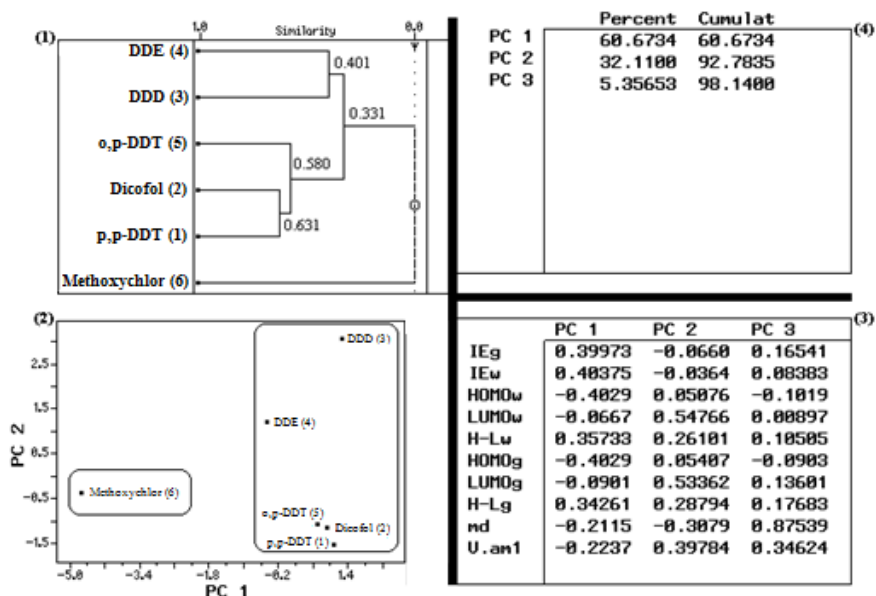 (1)
1.0 Similarity 0.0
DDE (4)
0.401
DDD (3)
0.331
o,p-DDT (5)
0.580
Dicofol (2)
0.631
p,p-DDT (1)
Methoxychlor (6)
(4)
Percent Cumulat
PC 1 60.6734 60.6734
PC 2 32.1100 92.7835
PC 3 5.35653 98.1400
(2)
PC 2
2.5
1.5
0.5
-0.5
-1.5
DDD (3)
DDE (4)
Methoxychlor (6)
o,p-DDT (5)
Dicofol (2)
p,p-DDT (1)
-5.0 -3.4 -1.8 -0.2 1.4
PC 1
(3)
PC 1 PC 2 PC 3
IEg 0.39973 -0.0660 0.16541
IEw 0.40375 -0.0364 0.08383
HOMOw -0.4029 0.05076 -0.1019
LUMOw -0.0667 0.54766 0.00897
H-Lw 0.35733 0.26101 0.10505
HOMOg -0.4029 0.05407 -0.0903
LUMOg -0.0901 0.53362 0.13601
H-Lg 0.34261 0.28794 0.17683
md -0.2115 -0.3079 0.87539
V.am1 -0.2237 0.39784 0.34624